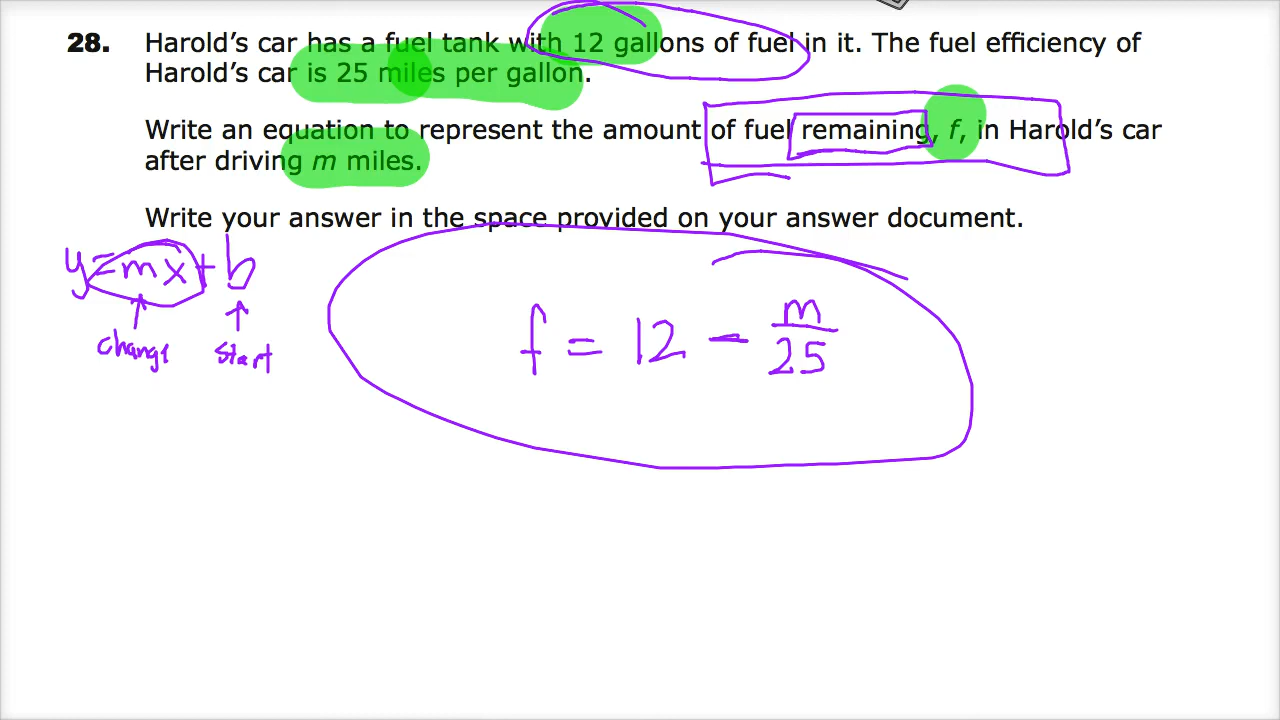 28. Harold's car has a fuel tank with 12 gallons of fuel in it. The fuel efficiency of
Harold's car is 25 miles per gallon.
Write an equation to represent the amount of fuel remaining, f, in Harold's car
after driving m miles.
Write your answer in the space provided on your answer document.
y=mx+b
change start
f = 12 - m/25